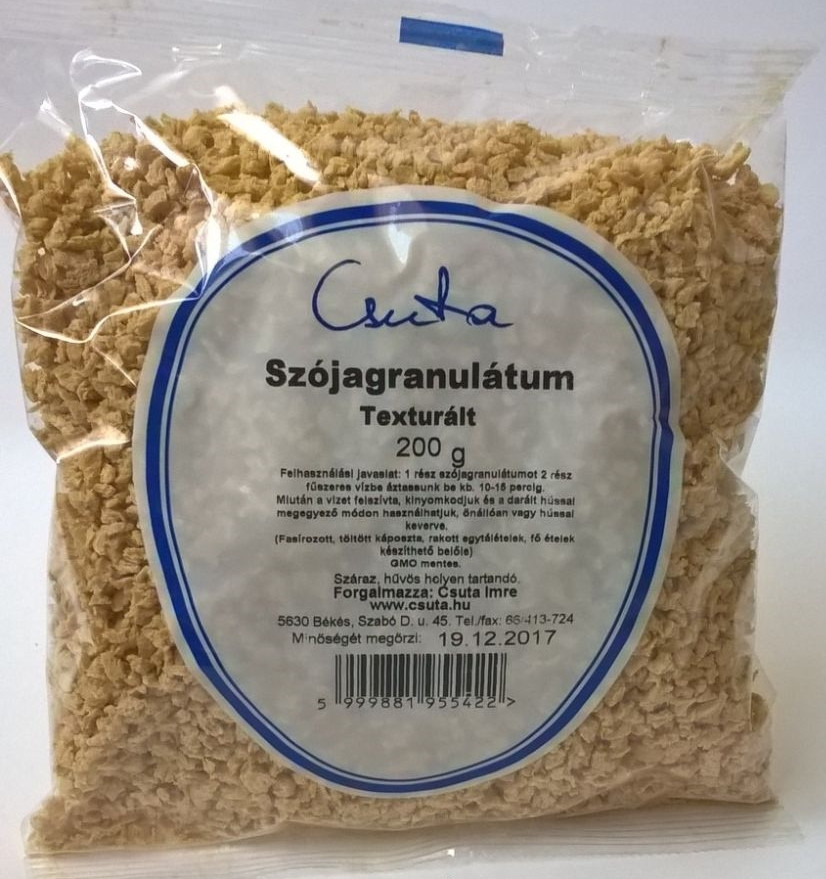 Csuta
Szójagranulátum
Texturált
200 g
Felhasználási javaslat: 1 rész szójagranulátumot 2 rész
fűszeres vízbe áztassunk be kb. 10-15 percig.
Miután a vizet felszívta, kinyomkodjuk és a darált hússal
megegyező módon használhatjuk, önállóan vagy hússal
keverve.
(Fasírozott, töltött káposzta, rakott egytálételek, fő ételek
készíthető belőle)
GMO mentes.
Száraz, hűvös helyen tartandó.
Forgalmazza: Csuta Imre
www.csuta.hu
5630 Békés, Szabó D. u. 45. Tel./fax: 66/413-724
Minőségét megőrzi: 19.12.2017
5 999881 955422 >